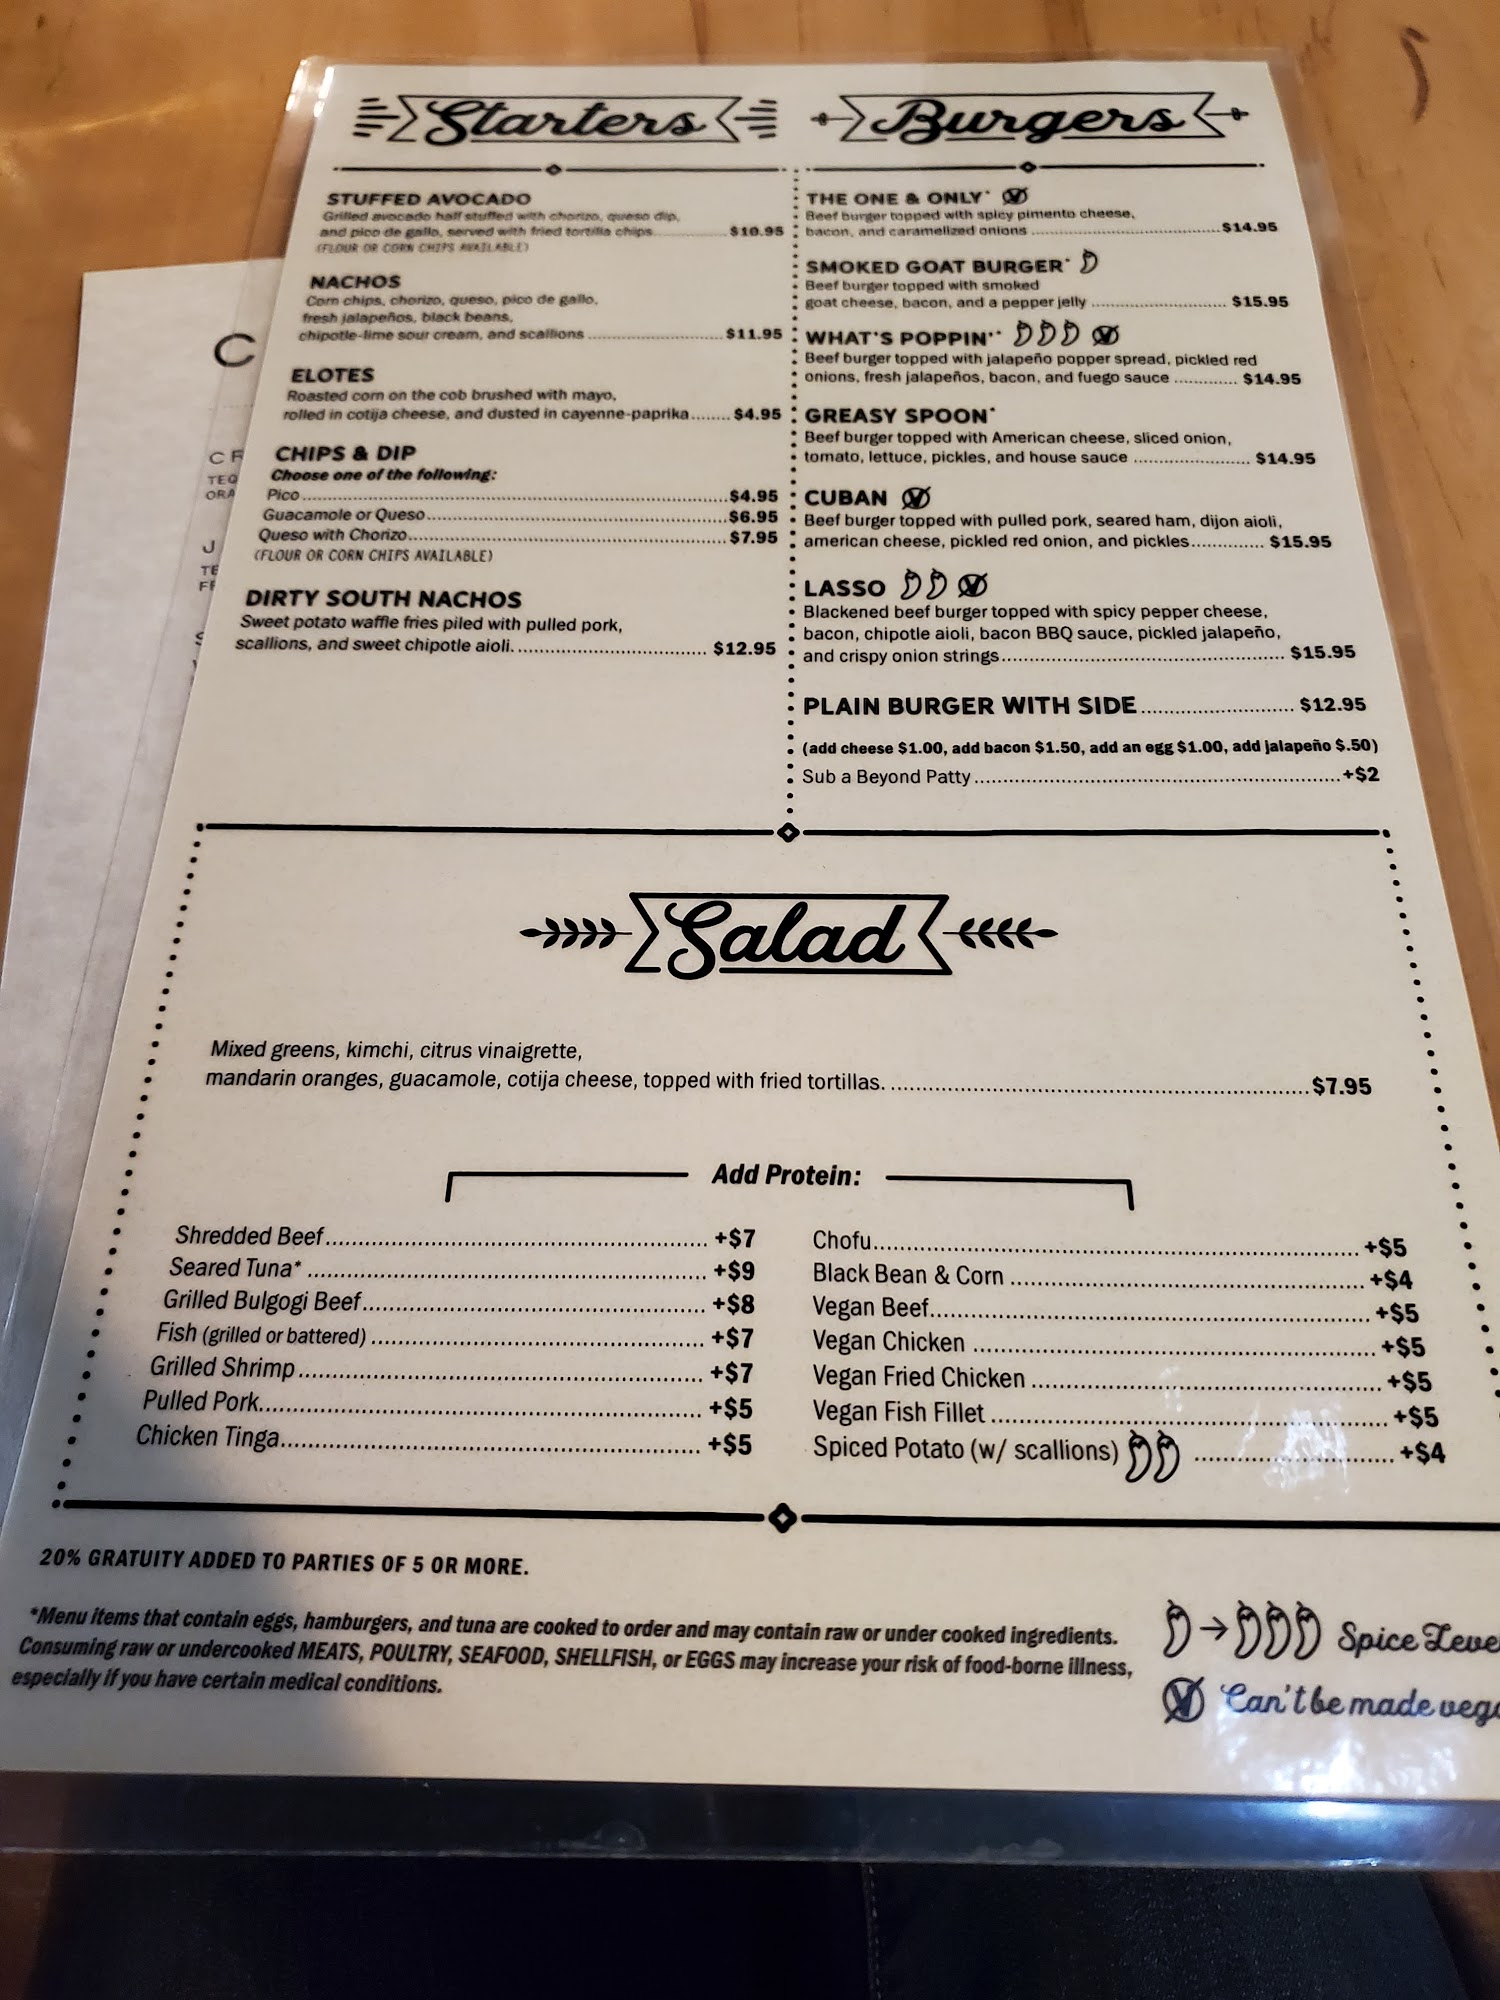 Starters
STUFFED AVOCADO
Grilled avocado half stuffed with chorizo, queso dip,
and pico de gallo, served with fried tortilla chips.................$10.95
(FLOUR OR CORN CHIPS AVAILABLE)
NACHOS
Corn chips, chorizo, queso, pico de gallo,
fresh jalapeños, black beans,
chipotle-lime sour cream, and scallions..............................$11.95
ELOTES
Roasted corn on the cob brushed with mayo,
rolled in cotija cheese, and dusted in cayenne-paprika........$4.95
CHIPS & DIP
Choose one of the following:
Pico..............................$4.95
Guacamole or Queso..............................$6.95
Queso with Chorizo..............................$7.95
(FLOUR OR CORN CHIPS AVAILABLE)
DIRTY SOUTH NACHOS
Sweet potato waffle fries piled with pulled pork,
scallions, and sweet chipotle aioli...............................$12.95
Burgers
THE ONE & ONLY*
Beef burger topped with spicy pimento cheese,
bacon, and caramelized onions..............................$14.95
SMOKED GOAT BURGER*
Beef burger topped with smoked
goat cheese, bacon, and a pepper jelly..............................$15.95
WHAT'S POPPIN'*
Beef burger topped with jalapeño popper spread, pickled red
onions, fresh jalapeños, bacon, and fuego sauce.............$14.95
GREASY SPOON*
Beef burger topped with American cheese, sliced onion,
tomato, lettuce, pickles, and house sauce........................$14.95
CUBAN
Beef burger topped with pulled pork, seared ham, dijon aioli,
american cheese, pickled red onion, and pickles..............$15.95
LASSO
Blackened beef burger topped with spicy pepper cheese,
bacon, chipotle aioli, bacon BBQ sauce, pickled jalapeño,
and crispy onion strings..............................$15.95
PLAIN BURGER WITH SIDE..............................$12.95
(add cheese $1.00, add bacon $1.50, add an egg $1.00, add jalapeño $.50)
Sub a Beyond Patty..............................+$2
Salad
Mixed greens, kimchi, citrus vinaigrette,
mandarin oranges, guacamole, cotija cheese, topped with fried tortillas...............................$7.95
Add Protein:
Shredded Beef..............................+$7
Seared Tuna*..............................+$9
Grilled Bulgogi Beef..............................+$8
Fish (grilled or battered)..............................+$7
Grilled Shrimp..............................+$7
Pulled Pork..............................+$5
Chicken Tinga..............................+$5
Chofu..............................+$5
Black Bean & Corn..............................+$4
Vegan Beef..............................+$5
Vegan Chicken..............................+$5
Vegan Fried Chicken..............................+$5
Vegan Fish Fillet..............................+$5
Spiced Potato (w/ scallions)..............................+$4
20% GRATUITY ADDED TO PARTIES OF 5 OR MORE.
*Menu items that contain eggs, hamburgers, and tuna are cooked to order and may contain raw or under cooked ingredients.
Consuming raw or undercooked MEATS, POULTRY, SEAFOOD, SHELLFISH, or EGGS may increase your risk of food-borne illness,
especially if you have certain medical conditions.
→ Spice Leve
Can't be made veg
C
CR
TEQ
ORA
J
TE
FR